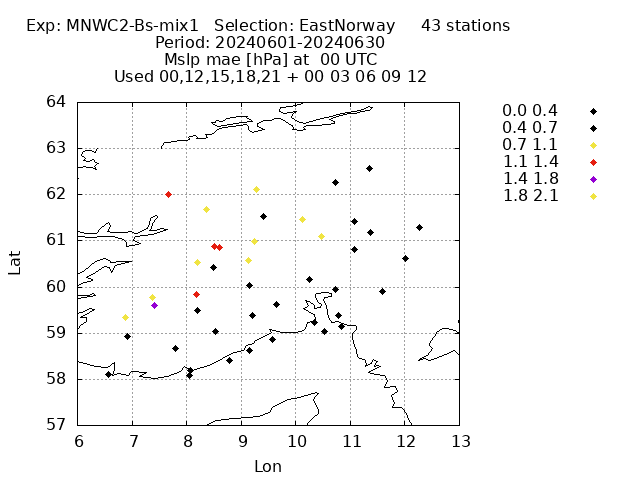 Exp: MNWC2-Bs-mix1   Selection: EastNorway     43 stations
Period: 20240601-20240630
Mslp mae [hPa] at  00 UTC
Used 00,12,15,18,21 + 00 03 06 09 12
0.0 0.4
0.4 0.7
0.7 1.1
1.1 1.4
1.4 1.8
1.8 2.1
64
63
62
61
60
59
58
57
Lat
6 7 8 9 10 11 12 13
Lon